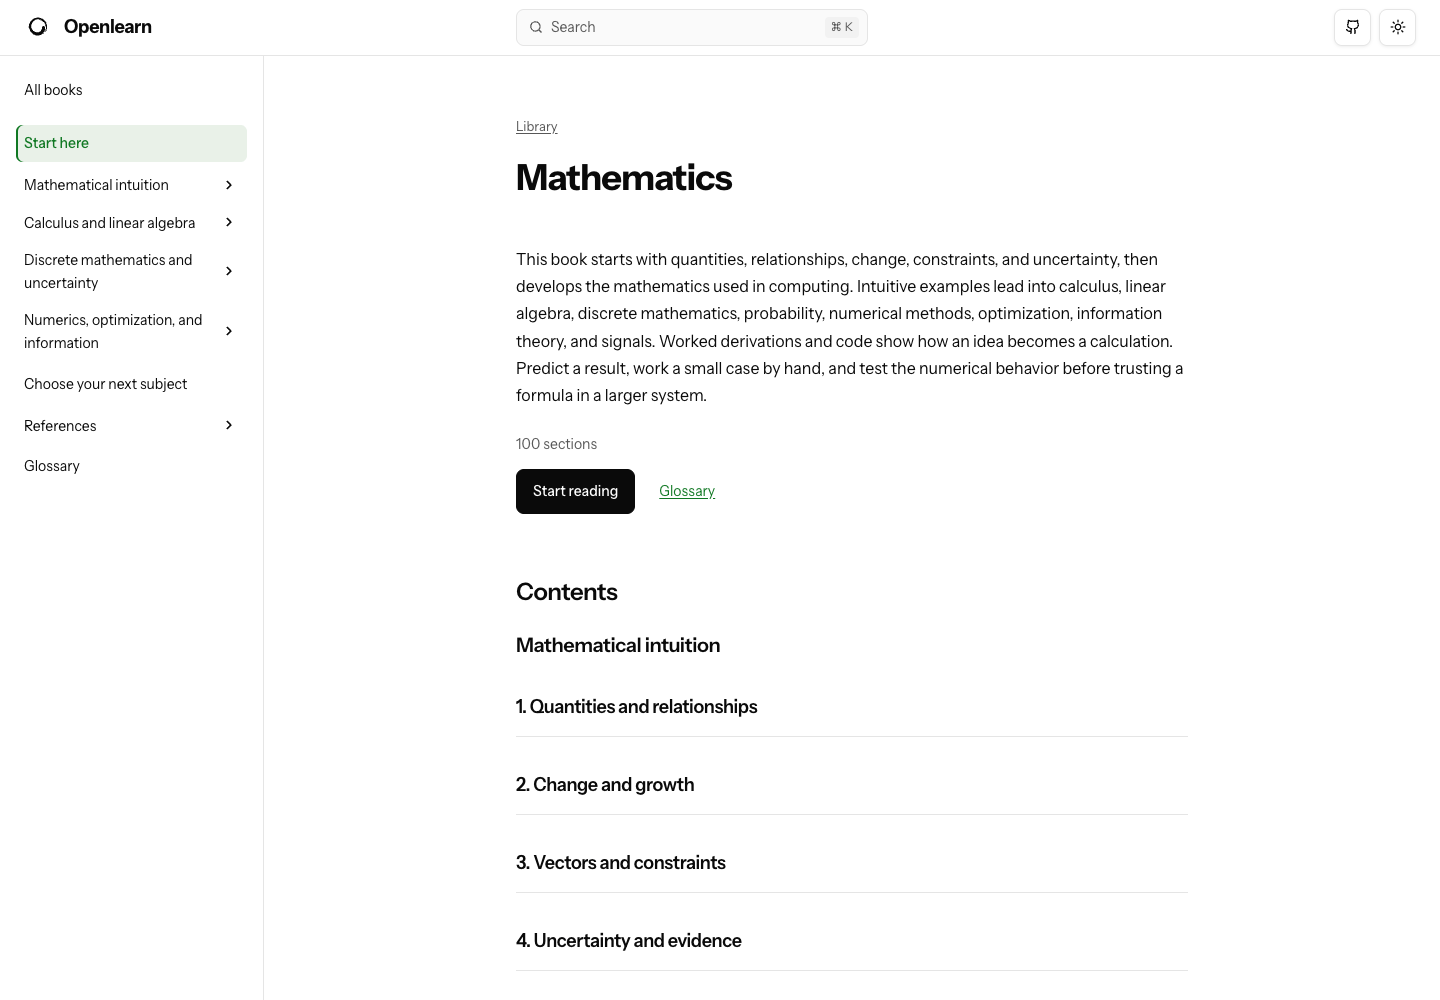 Openlearn
Search
⌘ K
All books
Start here
Mathematical intuition
Calculus and linear algebra
Discrete mathematics and
uncertainty
Numerics, optimization, and
information
Choose your next subject
References
Glossary
Library
Mathematics
This book starts with quantities, relationships, change, constraints, and uncertainty, then
develops the mathematics used in computing. Intuitive examples lead into calculus, linear
algebra, discrete mathematics, probability, numerical methods, optimization, information
theory, and signals. Worked derivations and code show how an idea becomes a calculation.
Predict a result, work a small case by hand, and test the numerical behavior before trusting a
formula in a larger system.
100 sections
Start reading
Glossary
Contents
Mathematical intuition
1. Quantities and relationships
2. Change and growth
3. Vectors and constraints
4. Uncertainty and evidence